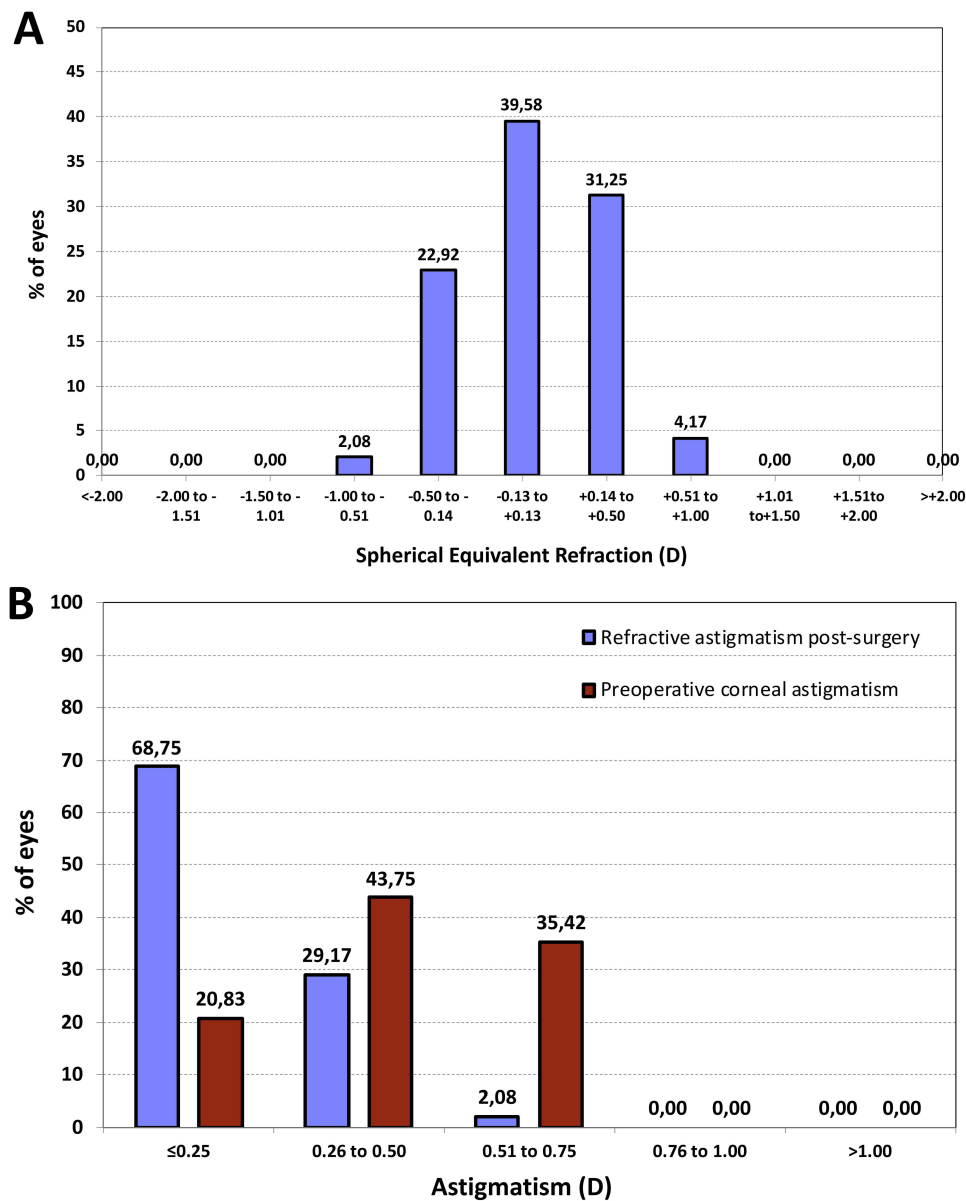 A
50
45
40
35
30
25
20
15
10
5
0
% of eyes
0,00
0,00
0,00
2,08
22,92
39,58
31,25
4,17
0,00
0,00
0,00
<-2.00
-2.00 to -
1.51
-1.50 to -
1.01
-1.00 to -
0.51
-0.50 to -
0.14
-0.13 to
+0.13
+0.14 to
+0.50
+0.51 to
+1.00
+1.01
to+1.50
+1.51to
+2.00
>+2.00
Spherical Equivalent Refraction (D)
B
100
90
80
70
60
50
40
30
20
10
0
% of eyes
Refractive astigmatism post-surgery
Preoperative corneal astigmatism
68,75
20,83
29,17
43,75
2,08
35,42
0,00
0,00
0,00
0,00
≤0.25
0.26 to 0.50
0.51 to 0.75
0.76 to 1.00
>1.00
Astigmatism (D)